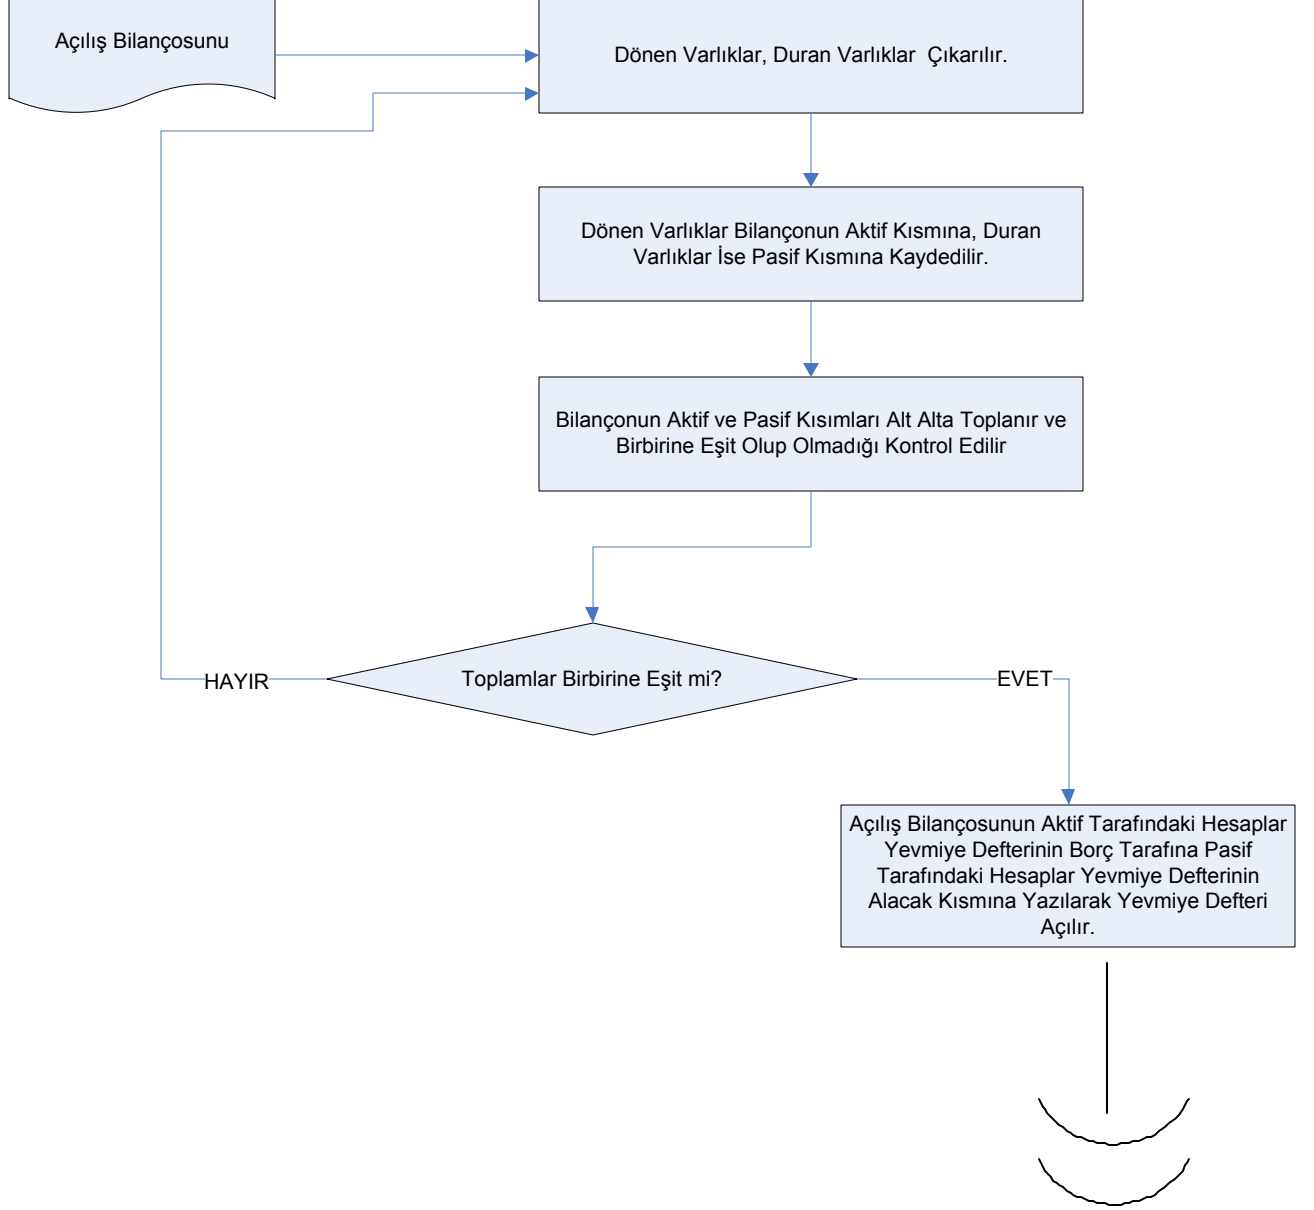 Açılış Bilançosunu
Dönen Varlıklar, Duran Varlıklar  Çıkarılır.
Dönen Varlıklar Bilançonun Aktif Kısmına, Duran
Varlıklar İse Pasif Kısmına Kaydedilir.
Bilançonun Aktif ve Pasif Kısımları Alt Alta Toplanır ve
Birbirine Eşit Olup Olmadığı Kontrol Edilir
Toplamlar Birbirine Eşit mi?
HAYIR
EVET
Açılış Bilançosunun Aktif Tarafındaki Hesaplar
Yevmiye Defterinin Borç Tarafına Pasif
Tarafındaki Hesaplar Yevmiye Defterinin
Alacak Kısmına Yazılarak Yevmiye Defteri
Açılır.